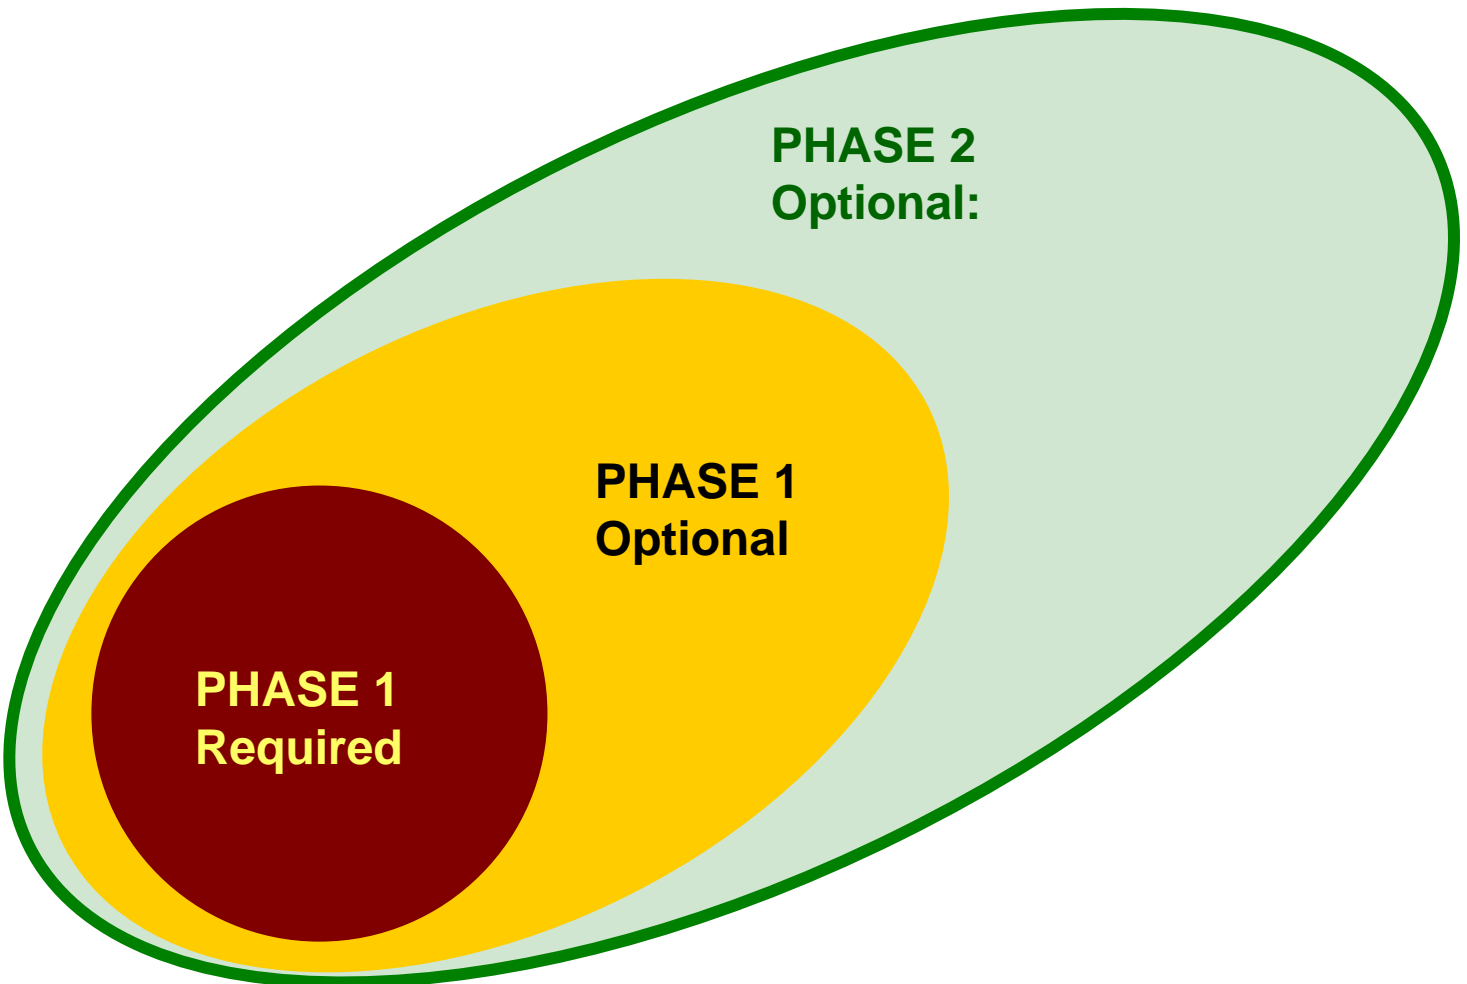 PHASE 2
Optional:
PHASE 1
Optional
PHASE 1
Required